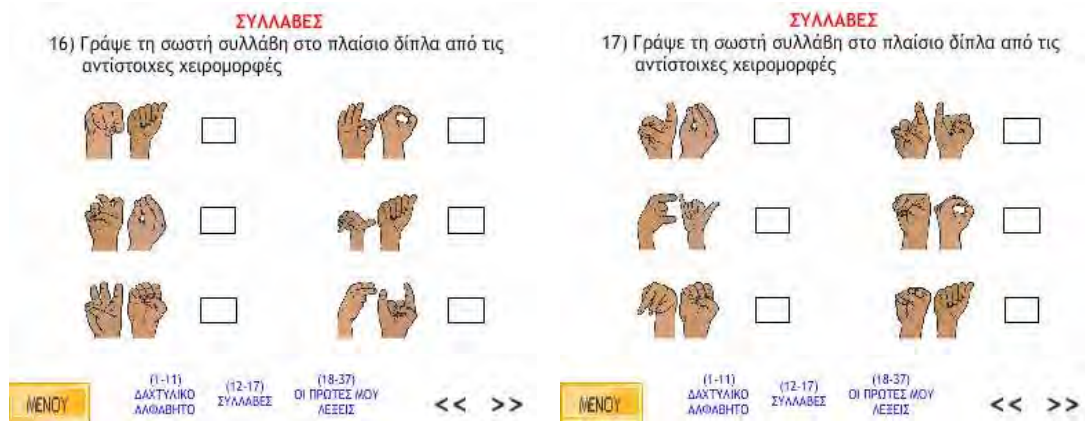 ΣΥΛΛΑΒΕΣ
16) Γράψε τη σωστή συλλάβη στο πλαίσιο δίπλα από τις
αντίστοιχες χειρομορφές
(1-11)
ΔΑΧΤΥΛΙΚΟ
ΑΛΦΑΒΗΤΟ
(12-17)
ΣΥΛΛΑΒΕΣ
(18-37)
ΟΙ ΠΡΩΤΕΣ ΜΟΥ
ΛΕΞΕΙΣ
ΜΕΝΟΥ
<< >>
ΣΥΛΛΑΒΕΣ
17) Γράψε τη σωστή συλλάβη στο πλαίσιο δίπλα από τις
αντίστοιχες χειρομορφές
(1-11)
ΔΑΧΤΥΛΙΚΟ
ΑΛΦΑΒΗΤΟ
(12-17)
ΣΥΛΛΑΒΕΣ
(18-37)
ΟΙ ΠΡΩΤΕΣ ΜΟΥ
ΛΕΞΕΙΣ
ΜΕΝΟΥ
<< >>